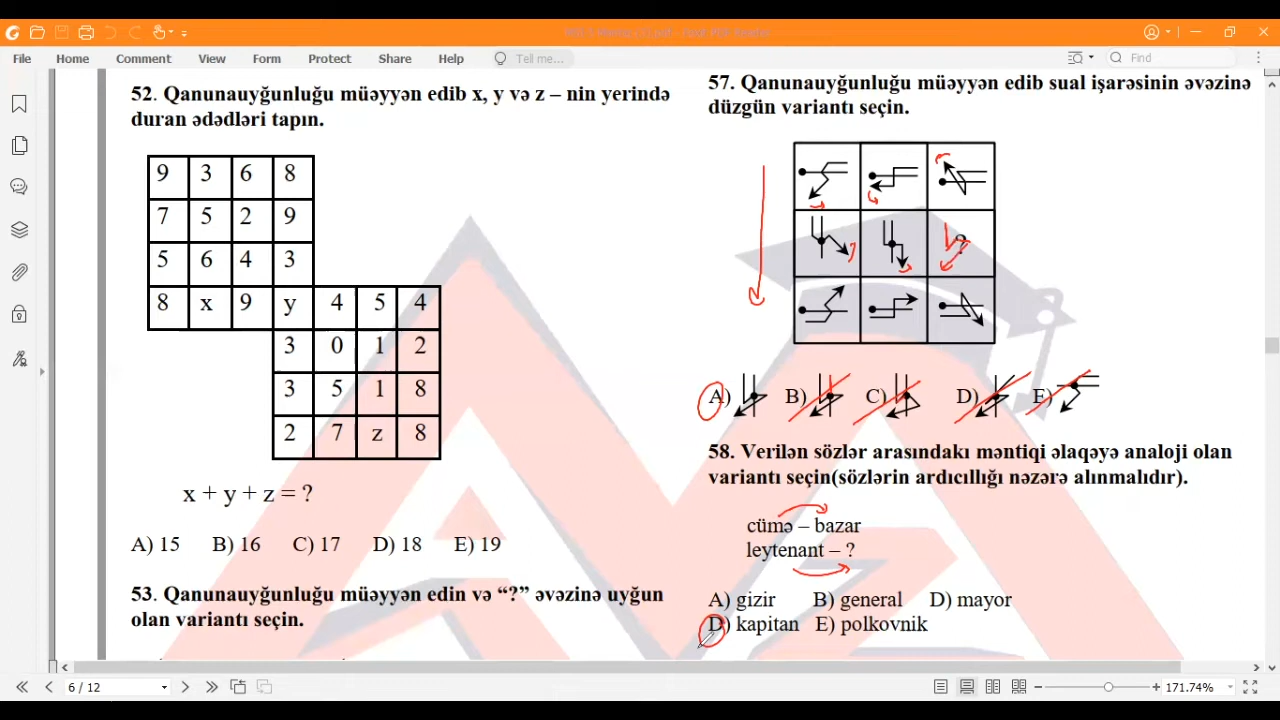 File Home Comment View Form Protect Share Help Tell me... Find
52. Qanunauyğunluğu müəyyən edib x, y və z – nin yerində
duran ədədləri tapın.
9 3 6 8
7 5 2 9
5 6 4 3
8 x 9 y 4 5 4
3 0 1 2
3 5 1 8
2 7 z 8
x + y + z = ?
A) 15 B) 16 C) 17 D) 18 E) 19
53. Qanunauyğunluğu müəyyən edin və “?” əvəzinə uyğun
olan variantı seçin.
57. Qanunauyğunluğu müəyyən edib sual işarəsinin əvəzinə
düzgün variantı seçin.
?
A) B) C) D) E)
58. Verilən sözlər arasındakı məntiqi əlaqəyə analoji olan
variantı seçin(sözlərin ardıcıllığı nəzərə alınmalıdır).
cümə – bazar
leytenant – ?
A) gizir B) general D) mayor
D) kapitan E) polkovnik
6 / 12 171.74%